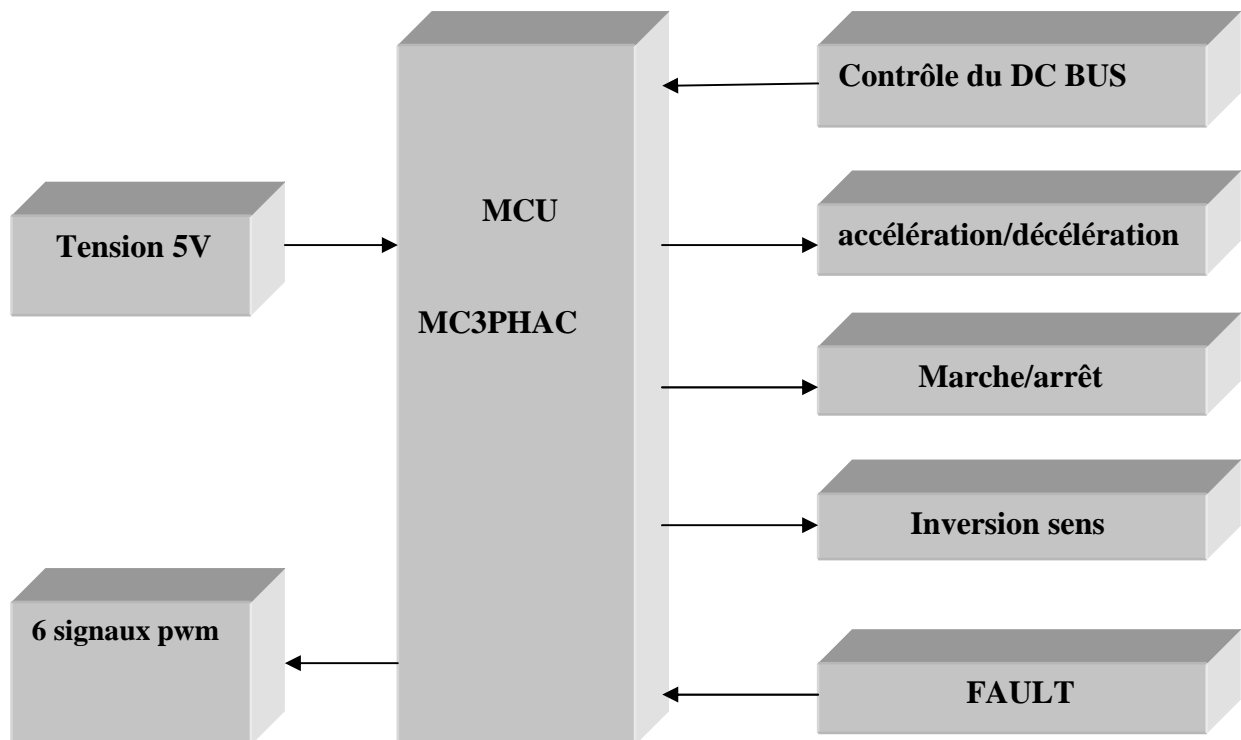 Contrôle du DC BUS
MCU
accélération/décélération
Tension 5V
MC3PHAC
Marche/arrêt
Inversion sens
6 signaux pwm
FAULT